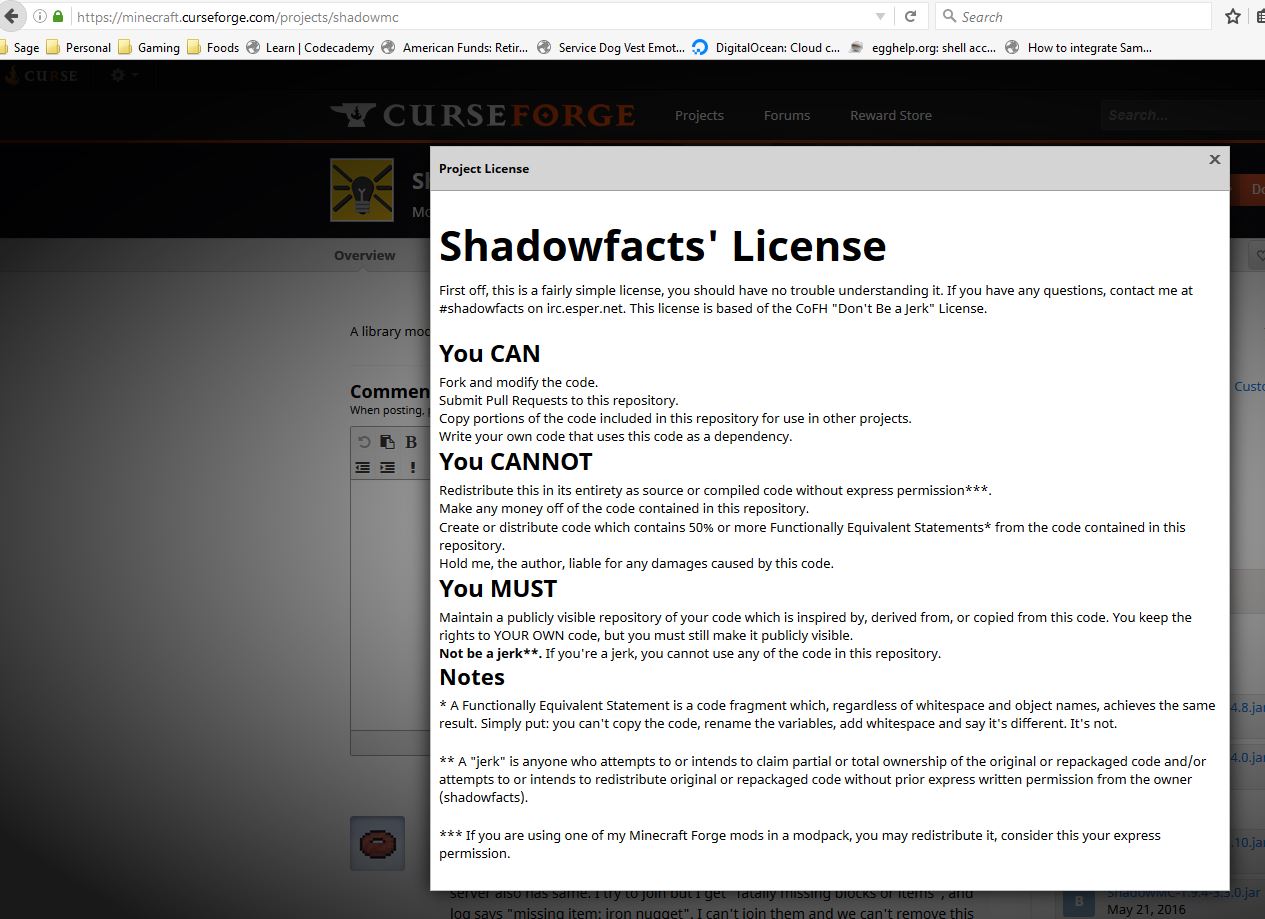 https://minecraft.curseforge.com/projects/shadowmc
Search
Sage Personal Gaming Foods Learn | Codecademy American Funds: Retir... Service Dog Vest Emot... DigitalOcean: Cloud c... egghelp.org: shell acc... How to integrate Sam...
CURSE
CURSEFORGE Projects Forums Reward Store Search...
Project License
Overview
Shadowfacts' License
First off, this is a fairly simple license, you should have no trouble understanding it. If you have any questions, contact me at
#shadowfacts on irc.esper.net. This license is based of the CoFH "Don't Be a Jerk" License.
A library mod
You CAN
Fork and modify the code.
Submit Pull Requests to this repository.
Copy portions of the code included in this repository for use in other projects.
Write your own code that uses this code as a dependency.
Commen
When posting,
B
Custo
You CANNOT
Redistribute this in its entirety as source or compiled code without express permission***.
Make any money off of the code contained in this repository.
Create or distribute code which contains 50% or more Functionally Equivalent Statements* from the code contained in this
repository.
Hold me, the author, liable for any damages caused by this code.
You MUST
Maintain a publicly visible repository of your code which is inspired by, derived from, or copied from this code. You keep the
rights to YOUR OWN code, but you must still make it publicly visible.
Not be a jerk**. If you're a jerk, you cannot use any of the code in this repository.
Notes
* A Functionally Equivalent Statement is a code fragment which, regardless of whitespace and object names, achieves the same
result. Simply put: you can't copy the code, rename the variables, add whitespace and say it's different. It's not.
** A "jerk" is anyone who attempts to or intends to claim partial or total ownership of the original or repackaged code and/or
attempts to or intends to redistribute original or repackaged code without prior express written permission from the owner
(shadowfacts).
*** If you are using one of my Minecraft Forge mods in a modpack, you may redistribute it, consider this your express
permission.
4.8.jar
4.0.jar
.10.jar
server also has same. I try to join but I get "fatally missing blocks or items", and
log says "missing item: iron nugget". I can't join them and we can't remove this
B
ShadowMC-1.9.4-3.3.0.jar
May 21, 2016